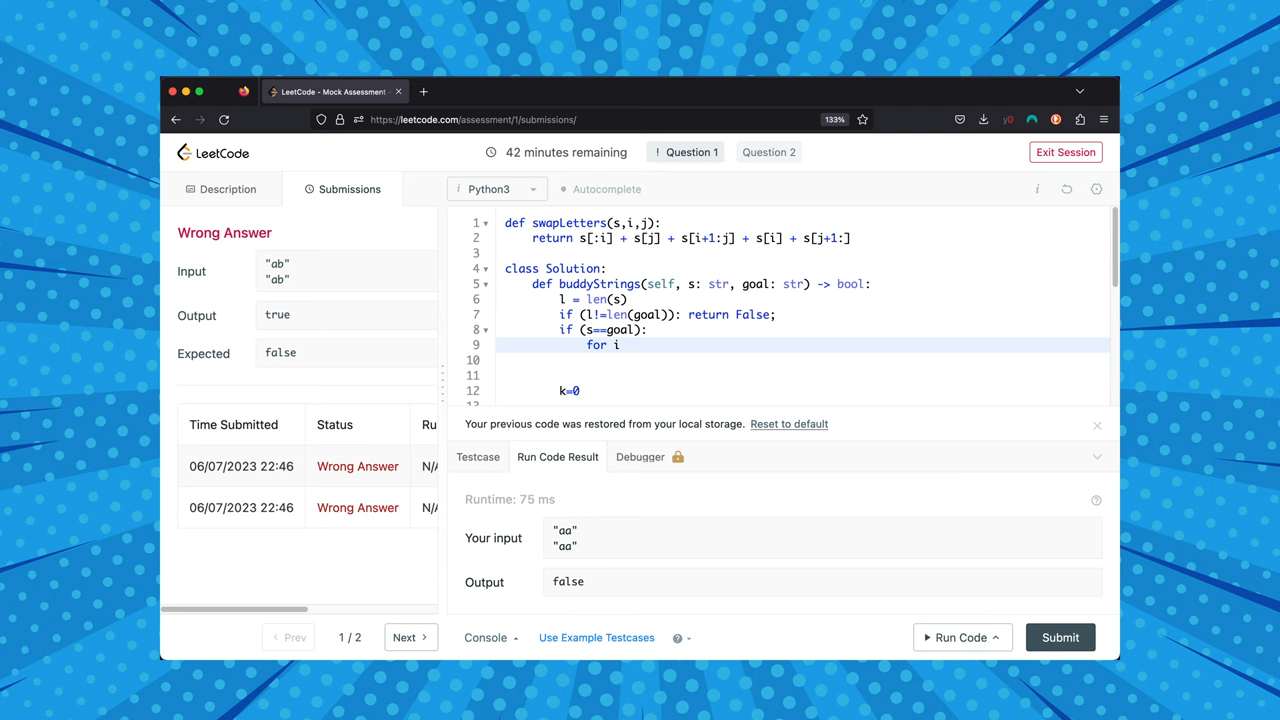 LeetCode - Mock Assessment
https://leetcode.com/assessment/1/submissions/
133%
LeetCode
42 minutes remaining
! Question 1
Question 2
Exit Session
Description
Submissions
i Python3
Autocomplete
i
Wrong Answer
Input
"ab"
"ab"
Output
true
Expected
false
Time Submitted
Status
Ru
06/07/2023 22:46
Wrong Answer
N/A
06/07/2023 22:46
Wrong Answer
N/A
1 def swapLetters(s,i,j):
2 return s[:i] + s[j] + s[i+1:j] + s[i] + s[j+1:]
3
4 class Solution:
5 def buddyStrings(self, s: str, goal: str) -> bool:
6 l = len(s)
7 if (l!=len(goal)): return False;
8 if (s==goal):
9 for i
10
11
12 k=0
13
Your previous code was restored from your local storage. Reset to default
Testcase
Run Code Result
Debugger
Runtime: 75 ms
Your input
"aa"
"aa"
Output
false
< Prev
1 / 2
Next >
Console
Use Example Testcases
?
Run Code
Submit